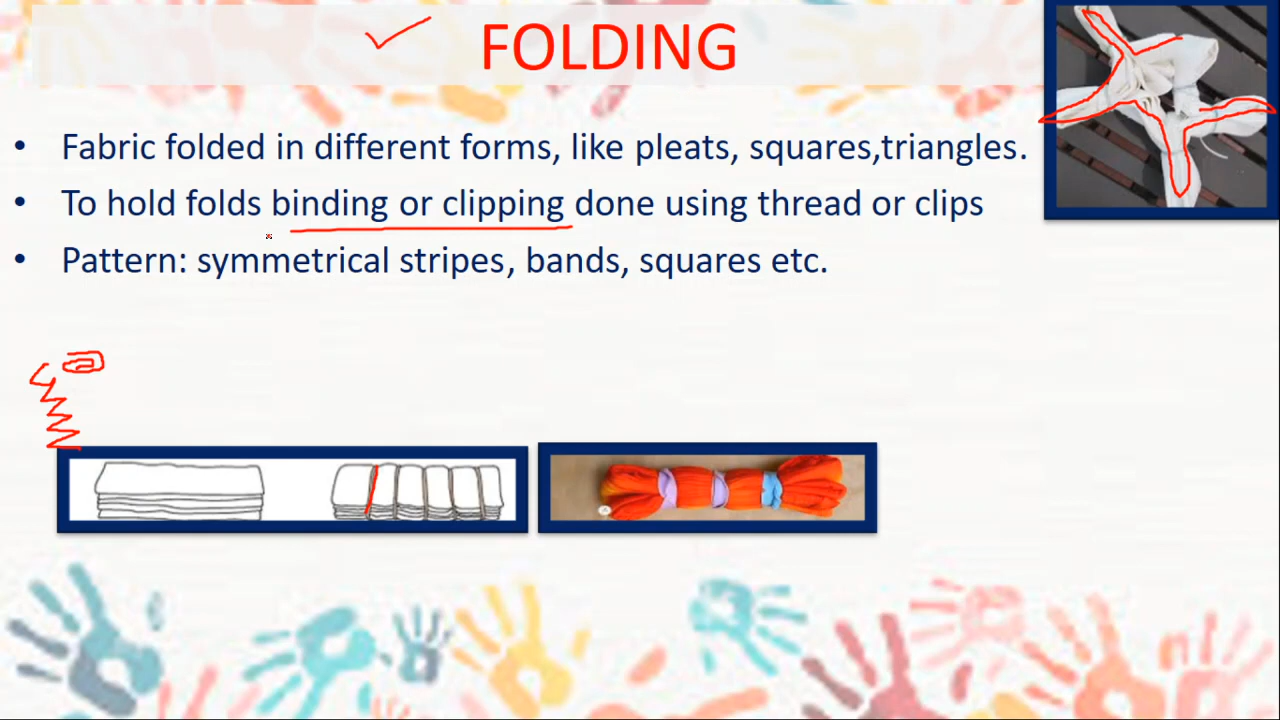 FOLDING
• Fabric folded in different forms, like pleats, squares,triangles.
• To hold folds binding or clipping done using thread or clips
• Pattern: symmetrical stripes, bands, squares etc.